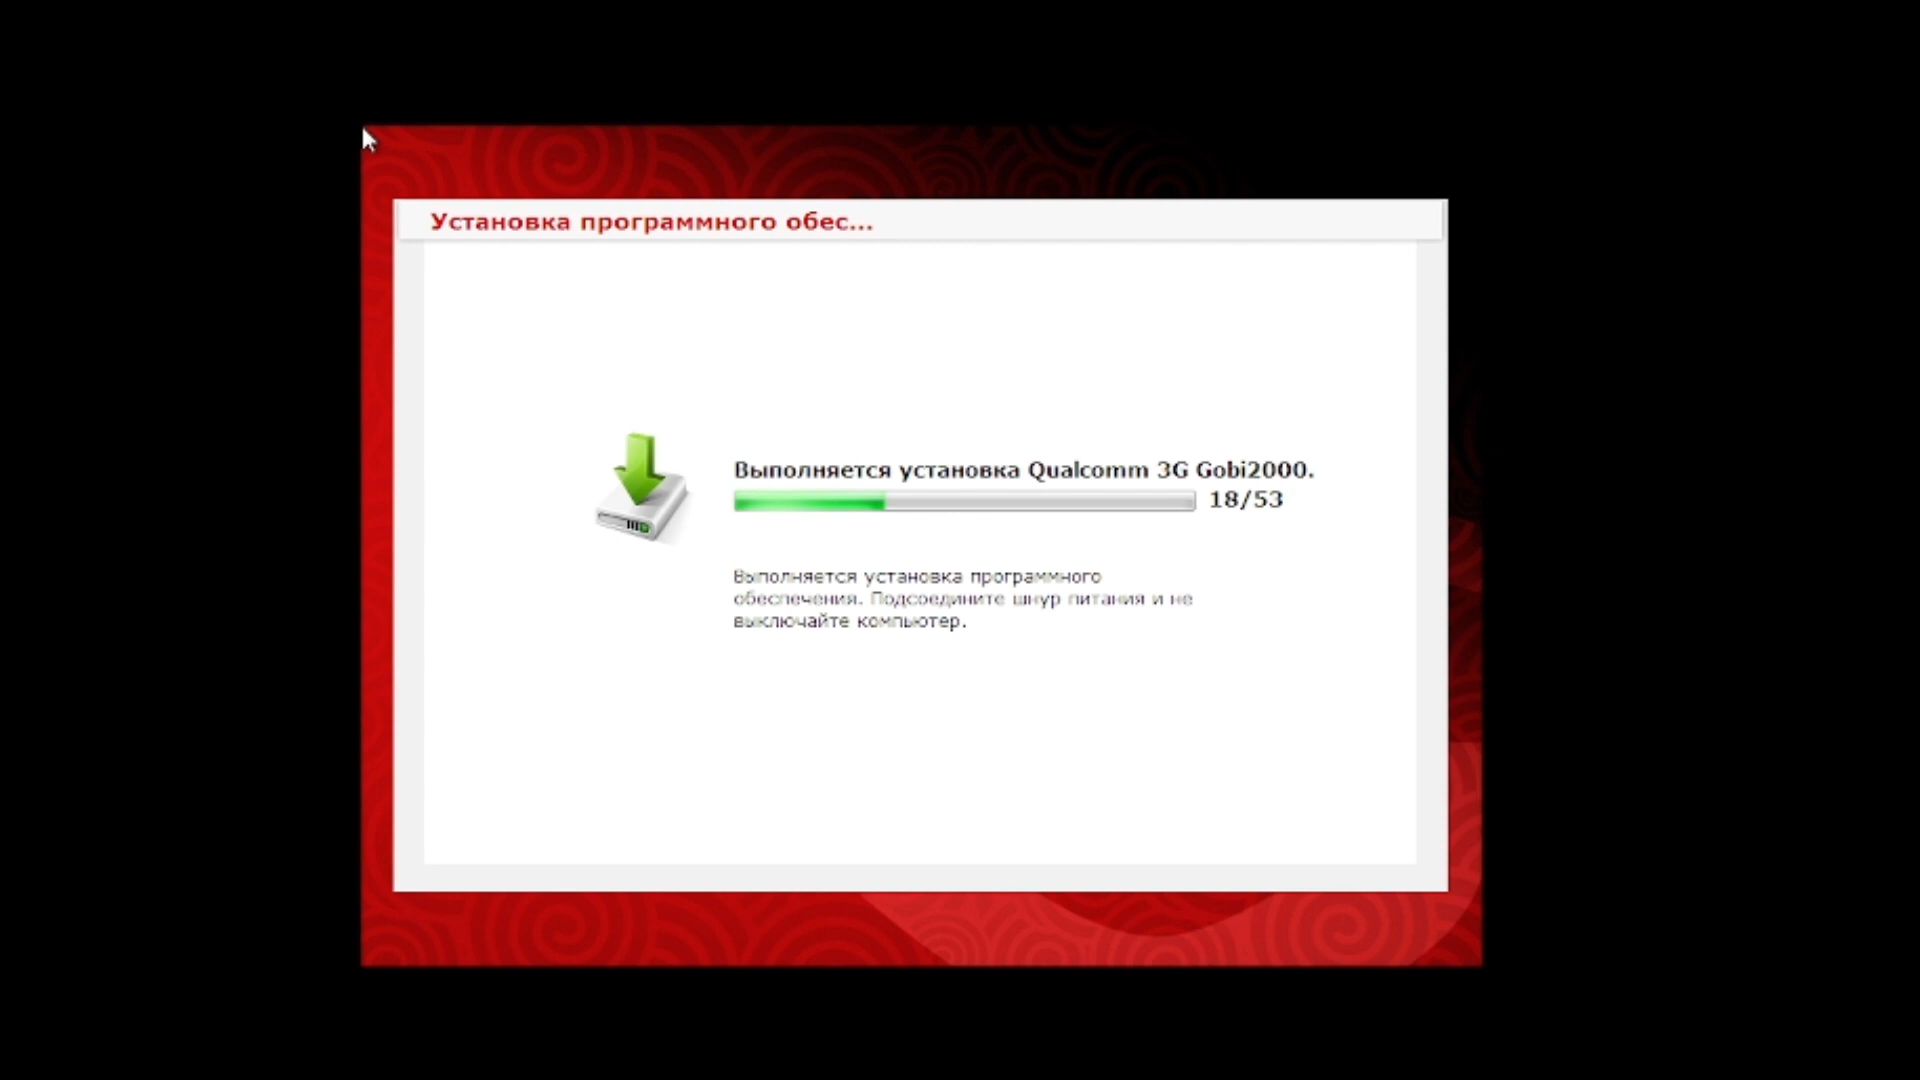 Установка программного обес...
Выполняется установка Qualcomm 3G Gobi2000.
18/53
Выполняется установка программного
обеспечения. Подсоедините шнур питания и не
выключайте компьютер.